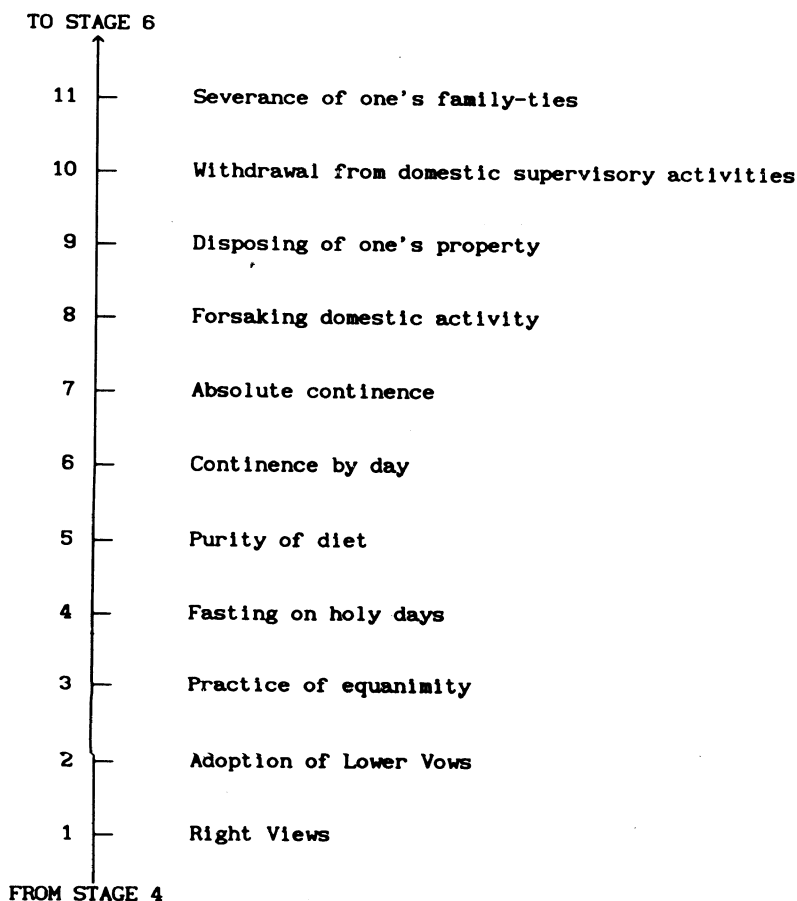 TO STAGE 6
11 Severance of one's family-ties
10 Withdrawal from domestic supervisory activities
9 Disposing of one's property
8 Forsaking domestic activity
7 Absolute continence
6 Continence by day
5 Purity of diet
4 Fasting on holy days
3 Practice of equanimity
2 Adoption of Lower Vows
1 Right Views
FROM STAGE 4